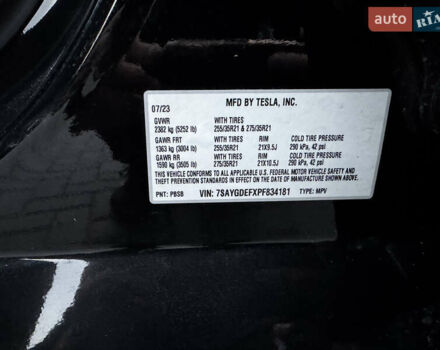 auto RIA
07/23 MFD BY TESLA, INC.
GVWR WITH TIRES
2382 kg (5252 lb) 255/35R21 & 275/35R21
GAWR FRT WITH TIRES RIM COLD TIRE PRESSURE
1363 kg (3004 lb) 255/35R21 21X9.5J 290 kPa, 42 psi
GAWR RR WITH TIRES RIM COLD TIRE PRESSURE
1590 kg (3505 lb) 275/35R21 21X10.5J 290 kPa, 42 psi
THIS VEHICLE CONFORMS TO ALL APPLICABLE U.S. FEDERAL MOTOR VEHICLE SAFETY
AND THEFT PREVENTION STANDARDS IN EFFECT ON THE DATE OF
MANUFACTURE SHOWN ABOVE.
PNT: PBSB VIN: 7SAYGDEFXPF834181 TYPE: MPV